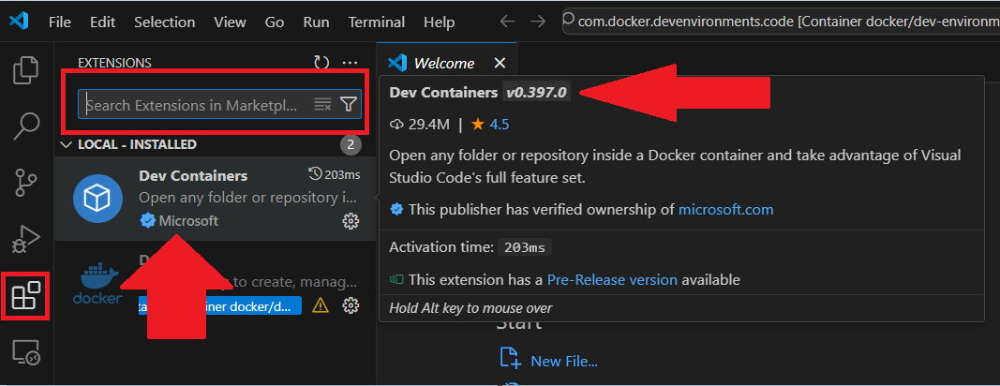 File Edit Selection View Go Run Terminal Help
com.docker.devenvironments.code [Container docker/dev-environm
EXTENSIONS
Search Extensions in Marketpl...
LOCAL - INSTALLED 2
Dev Containers 203ms
Open any folder or repository i...
Microsoft
docker
to create, manag...
iner docker/d...
Welcome
Dev Containers v0.397.0
29.4M | 4.5
Open any folder or repository inside a Docker container and take advantage of Visual
Studio Code's full feature set.
This publisher has verified ownership of microsoft.com
Activation time: 203ms
This extension has a Pre-Release version available
Hold Alt key to mouse over
Start
New File...